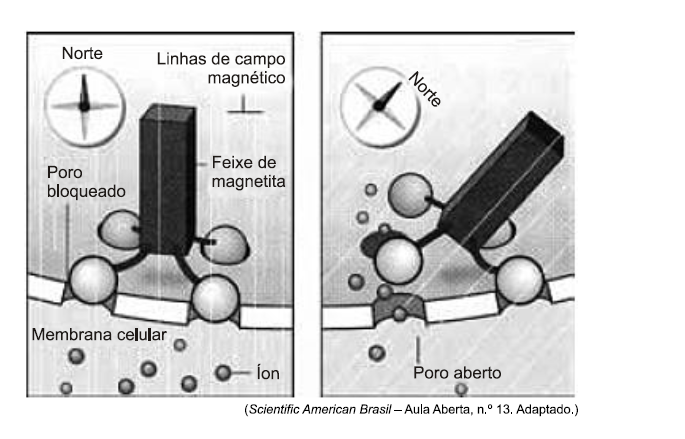 Norte
Linhas de campo
magnético
Poro
bloqueado
Feixe de
magnetita
Membrana celular
Íon
Norte
Poro aberto
(Scientific American Brasil – Aula Aberta, n.º 13. Adaptado.)